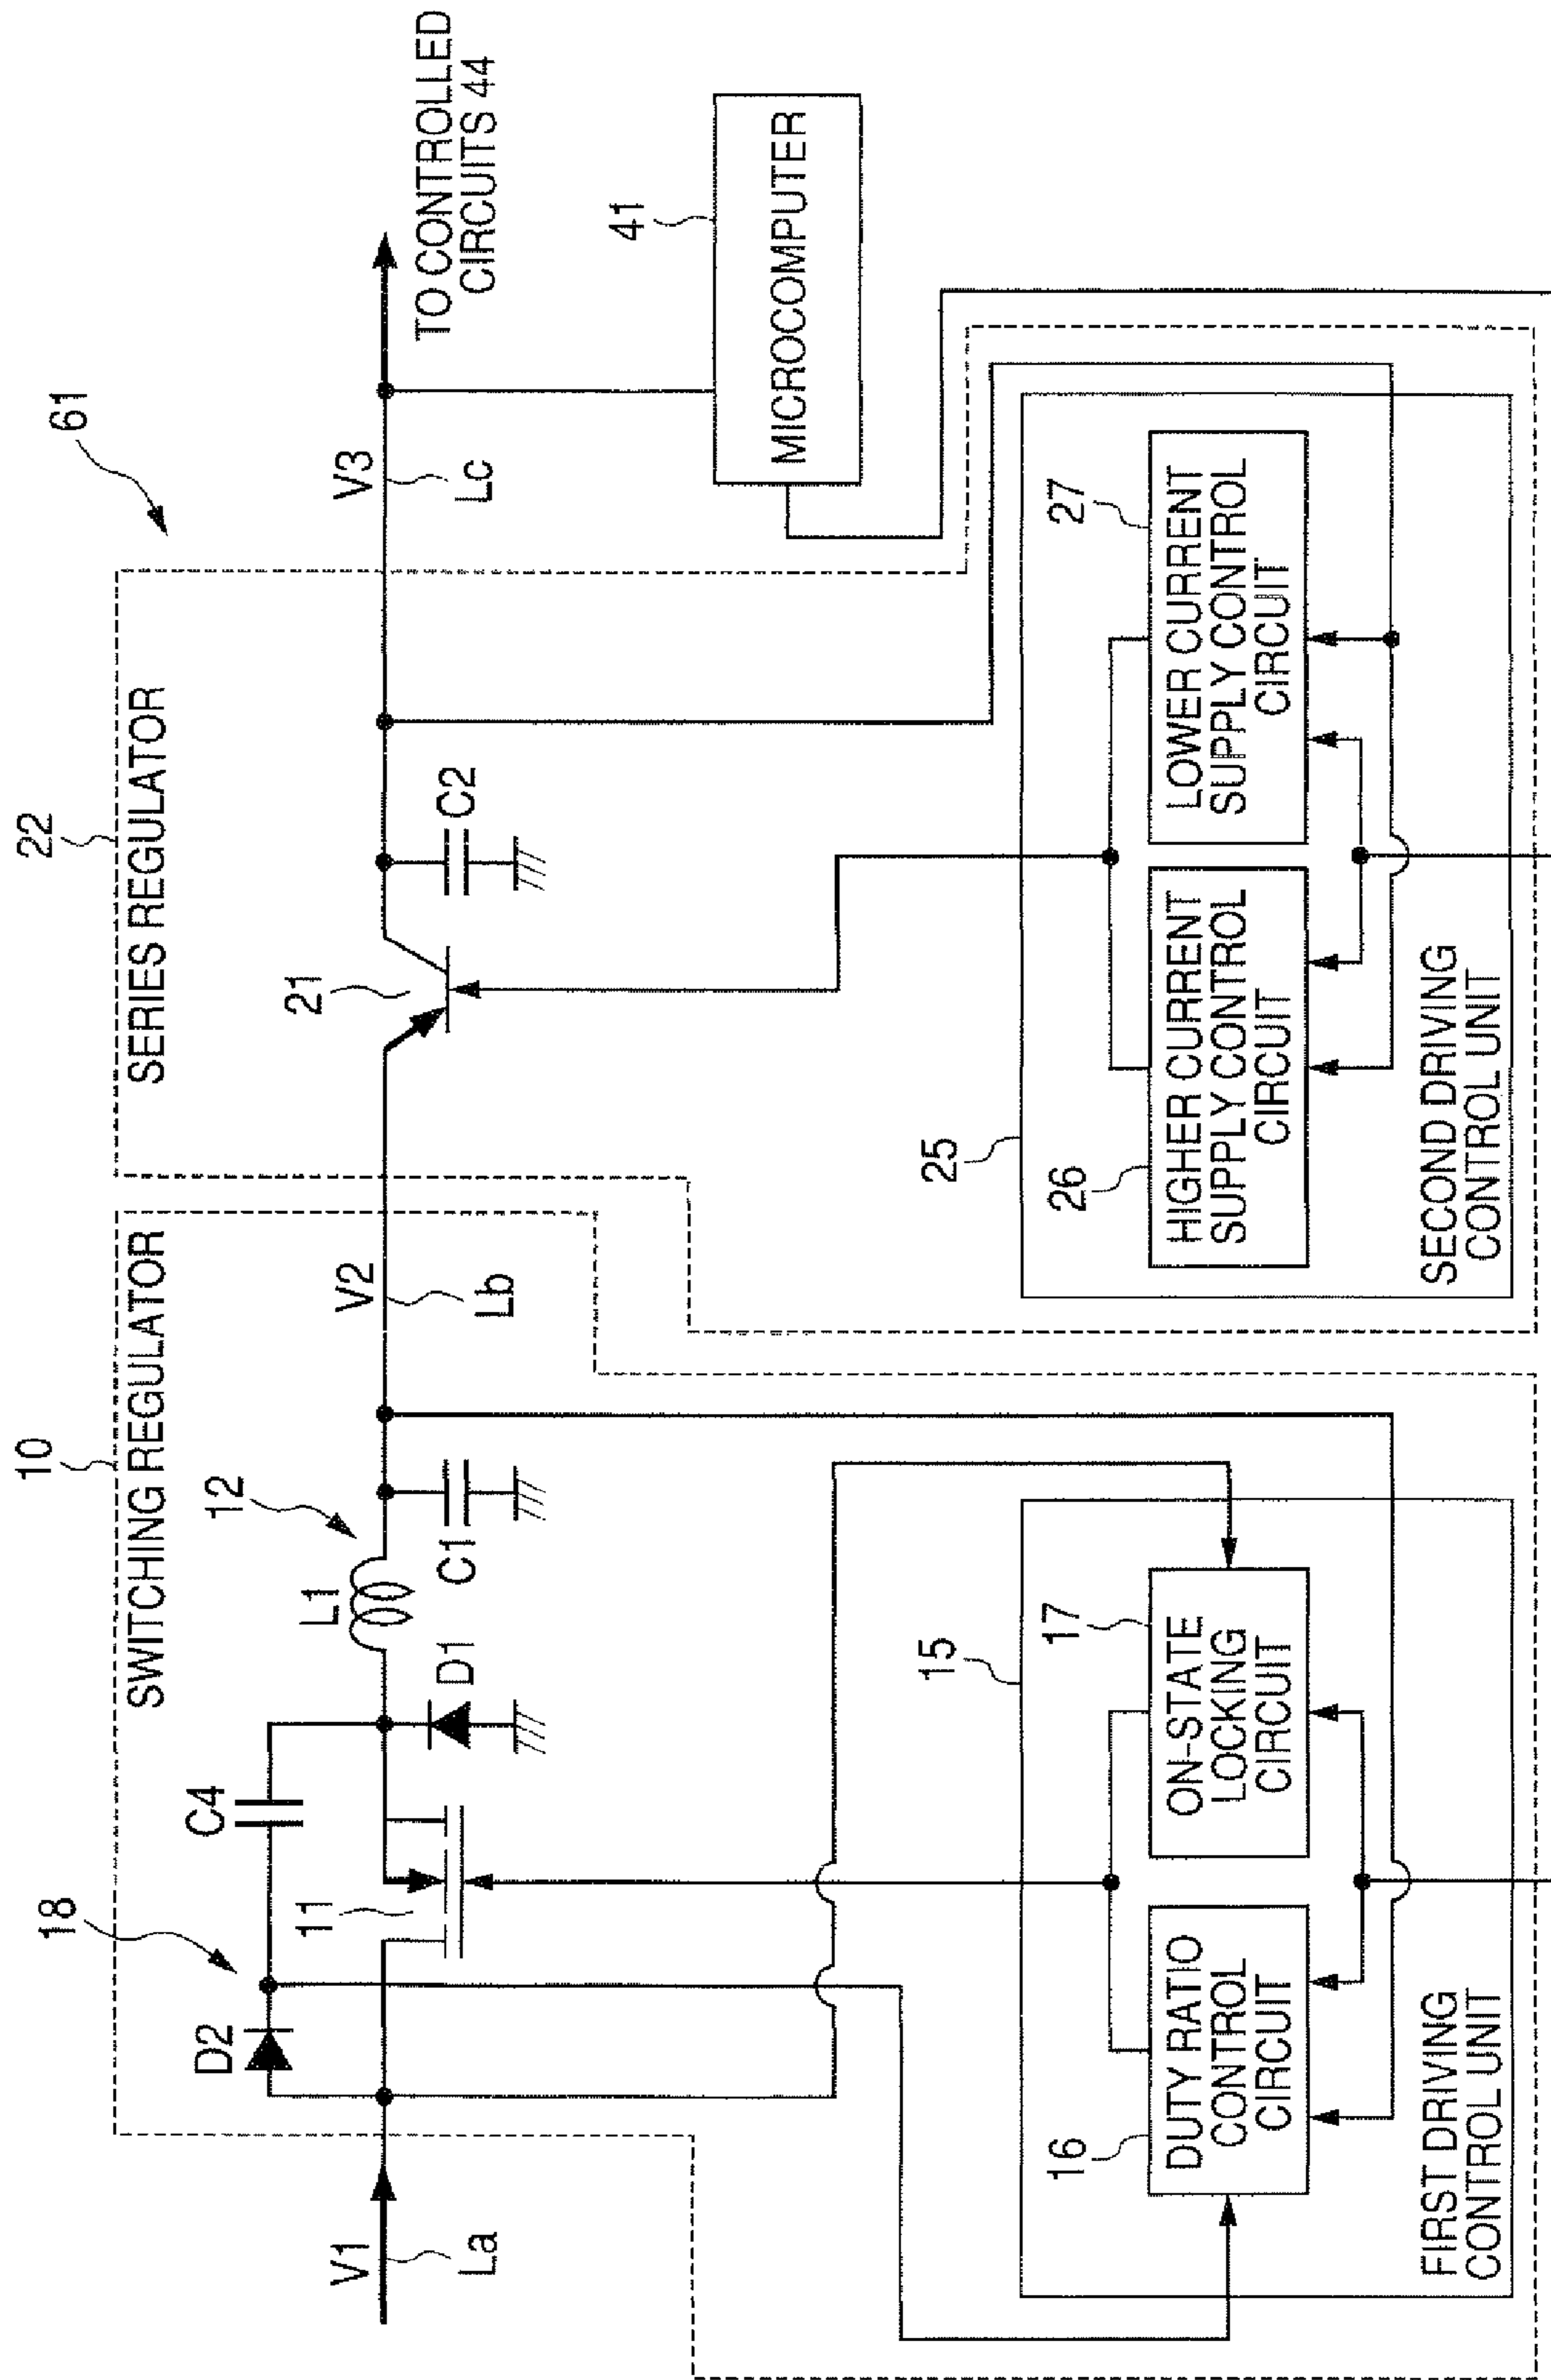 61
10
SWITCHING REGULATOR
22
SERIES REGULATOR
18
D2
C4
12
L1
V1
La
11
D1
C1
V2
Lb
21
C2
V3
Lc
TO CONTROLLED
CIRCUITS 44
41
MICROCOMPUTER
15
16
DUTY RATIO
CONTROL
CIRCUIT
17
ON-STATE
LOCKING
CIRCUIT
FIRST DRIVING
CONTROL UNIT
25
26
HIGHER CURRENT
SUPPLY CONTROL
CIRCUIT
27
LOWER CURRENT
SUPPLY CONTROL
CIRCUIT
SECOND DRIVING
CONTROL UNIT